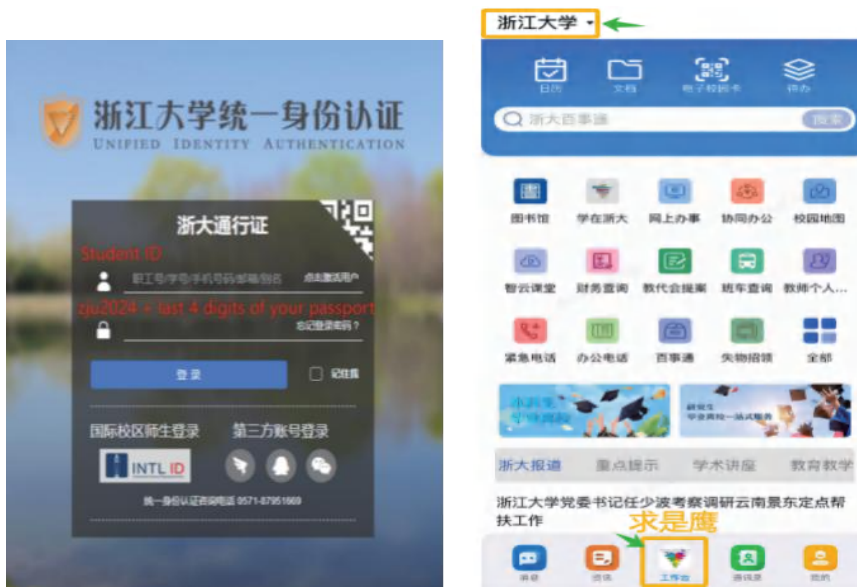 浙江大学统一身份认证
UNIFIED IDENTITY AUTHENTICATION
浙大通行证
Student ID
职工号/学号/手机号码/邮箱/别名 点击激活用户
zju2024 + last 4 digits of your passport
忘记登录密码？
登录
国际校区师生登录 第三方账号登录
INTL ID
统一身份认证咨询电话 0571-87951669
浙江大学
日历 文档 电子校园卡 待办
浙大百事通 搜索
图书馆 学在浙大 网上办事 协同办公 校园地图
智云课堂 财务查询 教代会提案 班车查询 教师个人...
紧急电话 办公电话 百事通 失物招领 全部
浙大报道 重点提示 学术讲座 教育教学
浙江大学党委书记任少波考察调研云南景东定点帮
扶工作
求是鹰
消息 资讯 工作台 通讯录 我的